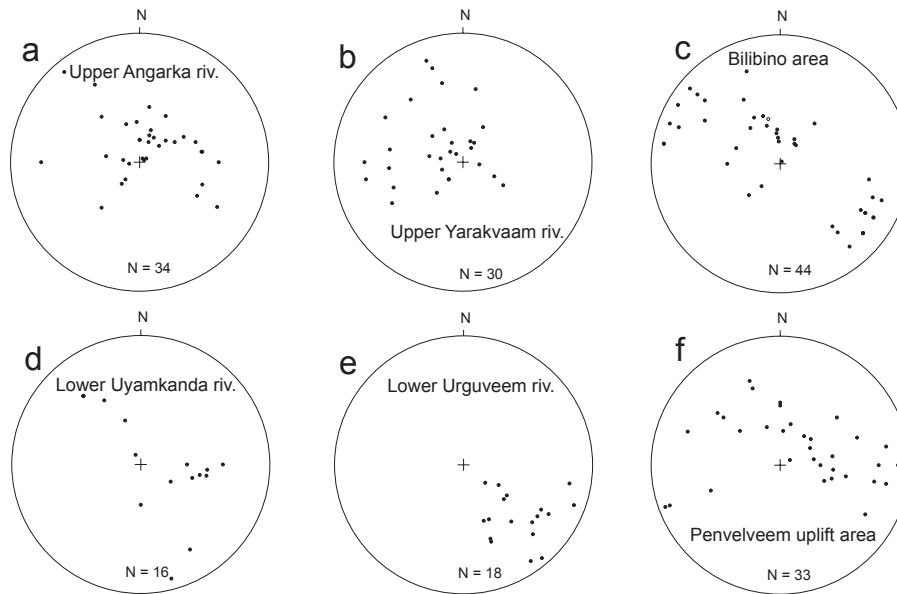 N
a
Upper Angarka riv.
N = 34
N
b
Upper Yarakvaam riv.
N = 30
N
c
Bilibino area
N = 44
N
d
Lower Uyamkanda riv.
N = 16
N
e
Lower Urguveem riv.
N = 18
N
f
Penvelveem uplift area
N = 33